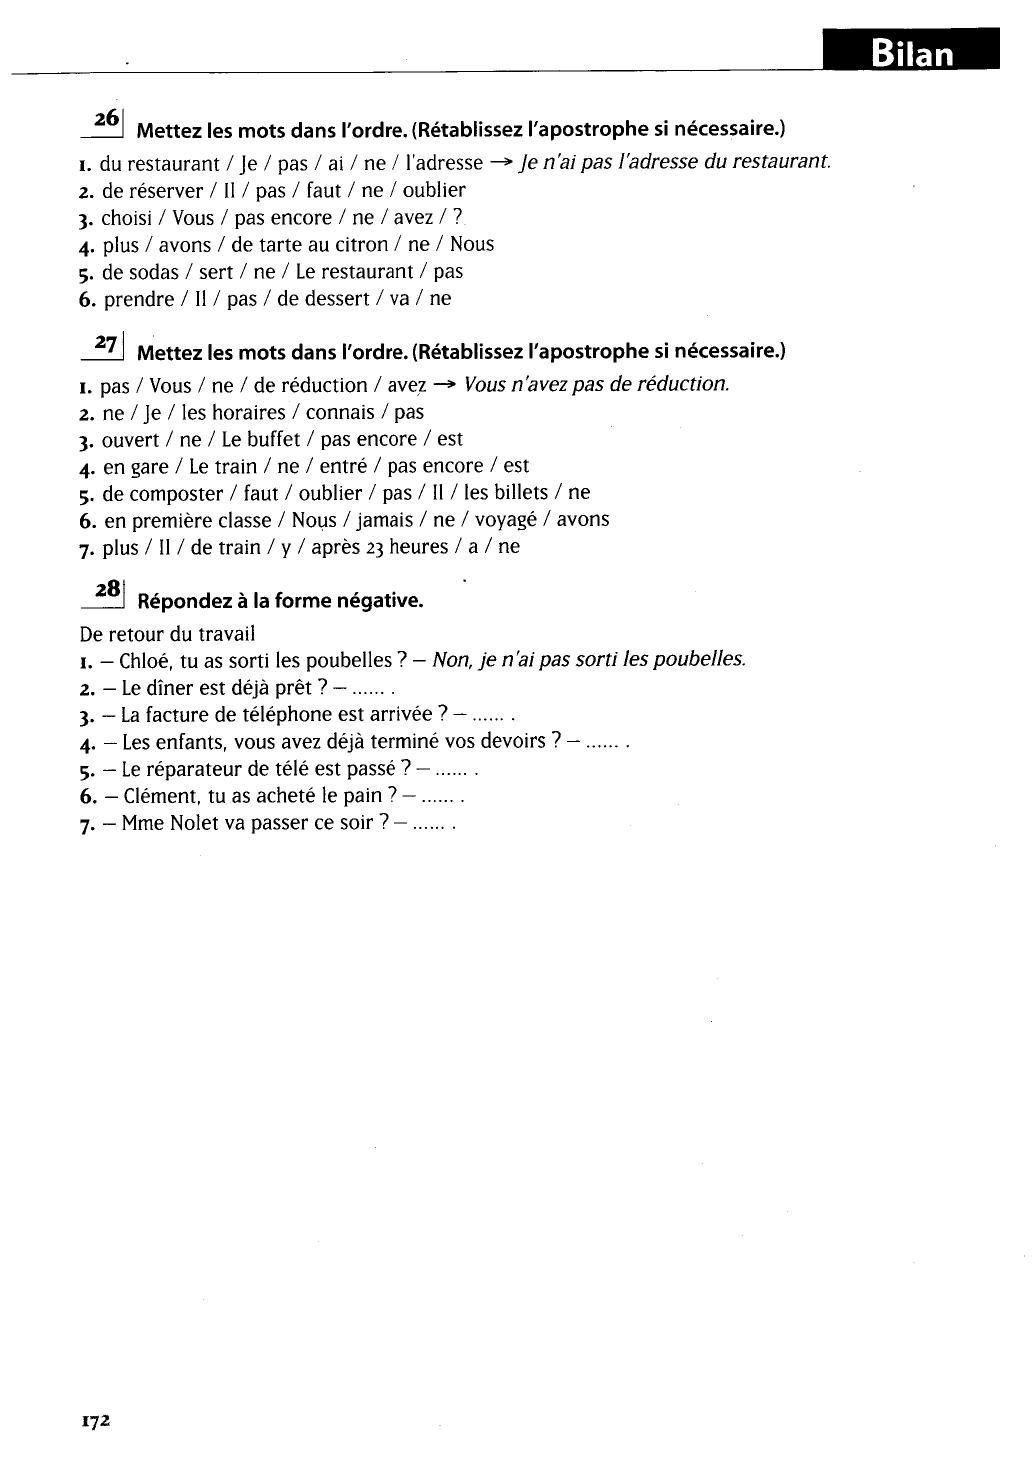 Bilan
26 Mettez les mots dans l'ordre. (Rétablissez l'apostrophe si nécessaire.)
1. du restaurant / Je / pas / ai / ne / l'adresse → Je n'ai pas l'adresse du restaurant.
2. de réserver / Il / pas / faut / ne / oublier
3. choisi / Vous / pas encore / ne / avez / ?
4. plus / avons / de tarte au citron / ne / Nous
5. de sodas / sert / ne / Le restaurant / pas
6. prendre / Il / pas / de dessert / va / ne
27 Mettez les mots dans l'ordre. (Rétablissez l'apostrophe si nécessaire.)
1. pas / Vous / ne / de réduction / avez → Vous n'avez pas de réduction.
2. ne / Je / les horaires / connais / pas
3. ouvert / ne / Le buffet / pas encore / est
4. en gare / Le train / ne / entré / pas encore / est
5. de composter / faut / oublier / pas / Il / les billets / ne
6. en première classe / Nous / jamais / ne / voyagé / avons
7. plus / Il / de train / y / après 23 heures / a / ne
28 Répondez à la forme négative.
De retour du travail
1. – Chloé, tu as sorti les poubelles ? – Non, je n'ai pas sorti les poubelles.
2. – Le dîner est déjà prêt ? – ...... .
3. – La facture de téléphone est arrivée ? – ...... .
4. – Les enfants, vous avez déjà terminé vos devoirs ? – ...... .
5. – Le réparateur de télé est passé ? – ...... .
6. – Clément, tu as acheté le pain ? – ...... .
7. – Mme Nolet va passer ce soir ? – ...... .
172